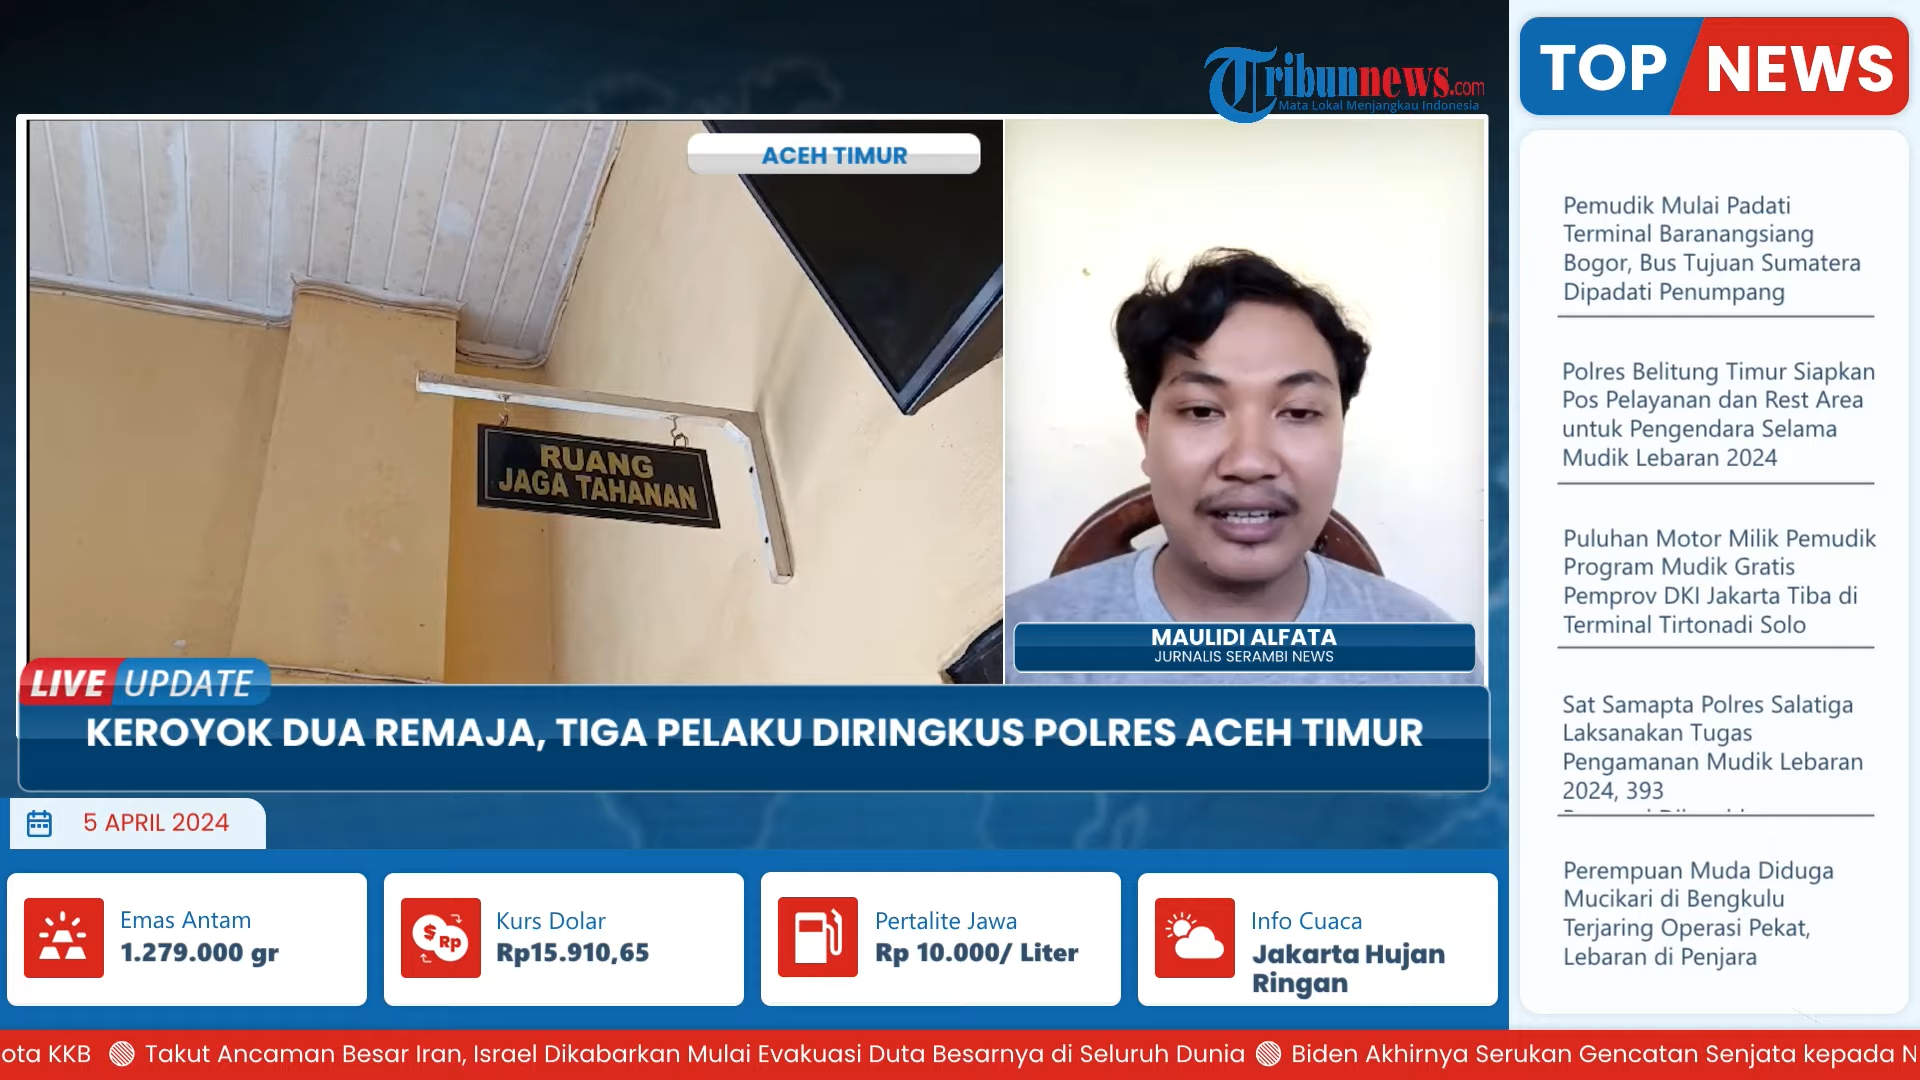 Tribunnews.com
Mata Lokal Menjangkau Indonesia
TOP NEWS
ACEH TIMUR
RUANG
JAGA TAHANAN
MAULIDI ALFATA
JURNALIS SERAMBI NEWS
LIVE UPDATE
KEROYOK DUA REMAJA, TIGA PELAKU DIRINGKUS POLRES ACEH TIMUR
5 APRIL 2024
Emas Antam
1.279.000 gr
Kurs Dolar
Rp15.910,65
Pertalite Jawa
Rp 10.000/ Liter
Info Cuaca
Jakarta Hujan
Ringan
Pemudik Mulai Padati
Terminal Baranangsiang
Bogor, Bus Tujuan Sumatera
Dipadati Penumpang
Polres Belitung Timur Siapkan
Pos Pelayanan dan Rest Area
untuk Pengendara Selama
Mudik Lebaran 2024
Puluhan Motor Milik Pemudik
Program Mudik Gratis
Pemprov DKI Jakarta Tiba di
Terminal Tirtonadi Solo
Sat Samapta Polres Salatiga
Laksanakan Tugas
Pengamanan Mudik Lebaran
2024, 393
Perempuan Muda Diduga
Mucikari di Bengkulu
Terjaring Operasi Pekat,
Lebaran di Penjara
ota KKB Takut Ancaman Besar Iran, Israel Dikabarkan Mulai Evakuasi Duta Besarnya di Seluruh Dunia Biden Akhirnya Serukan Gencatan Senjata kepada N